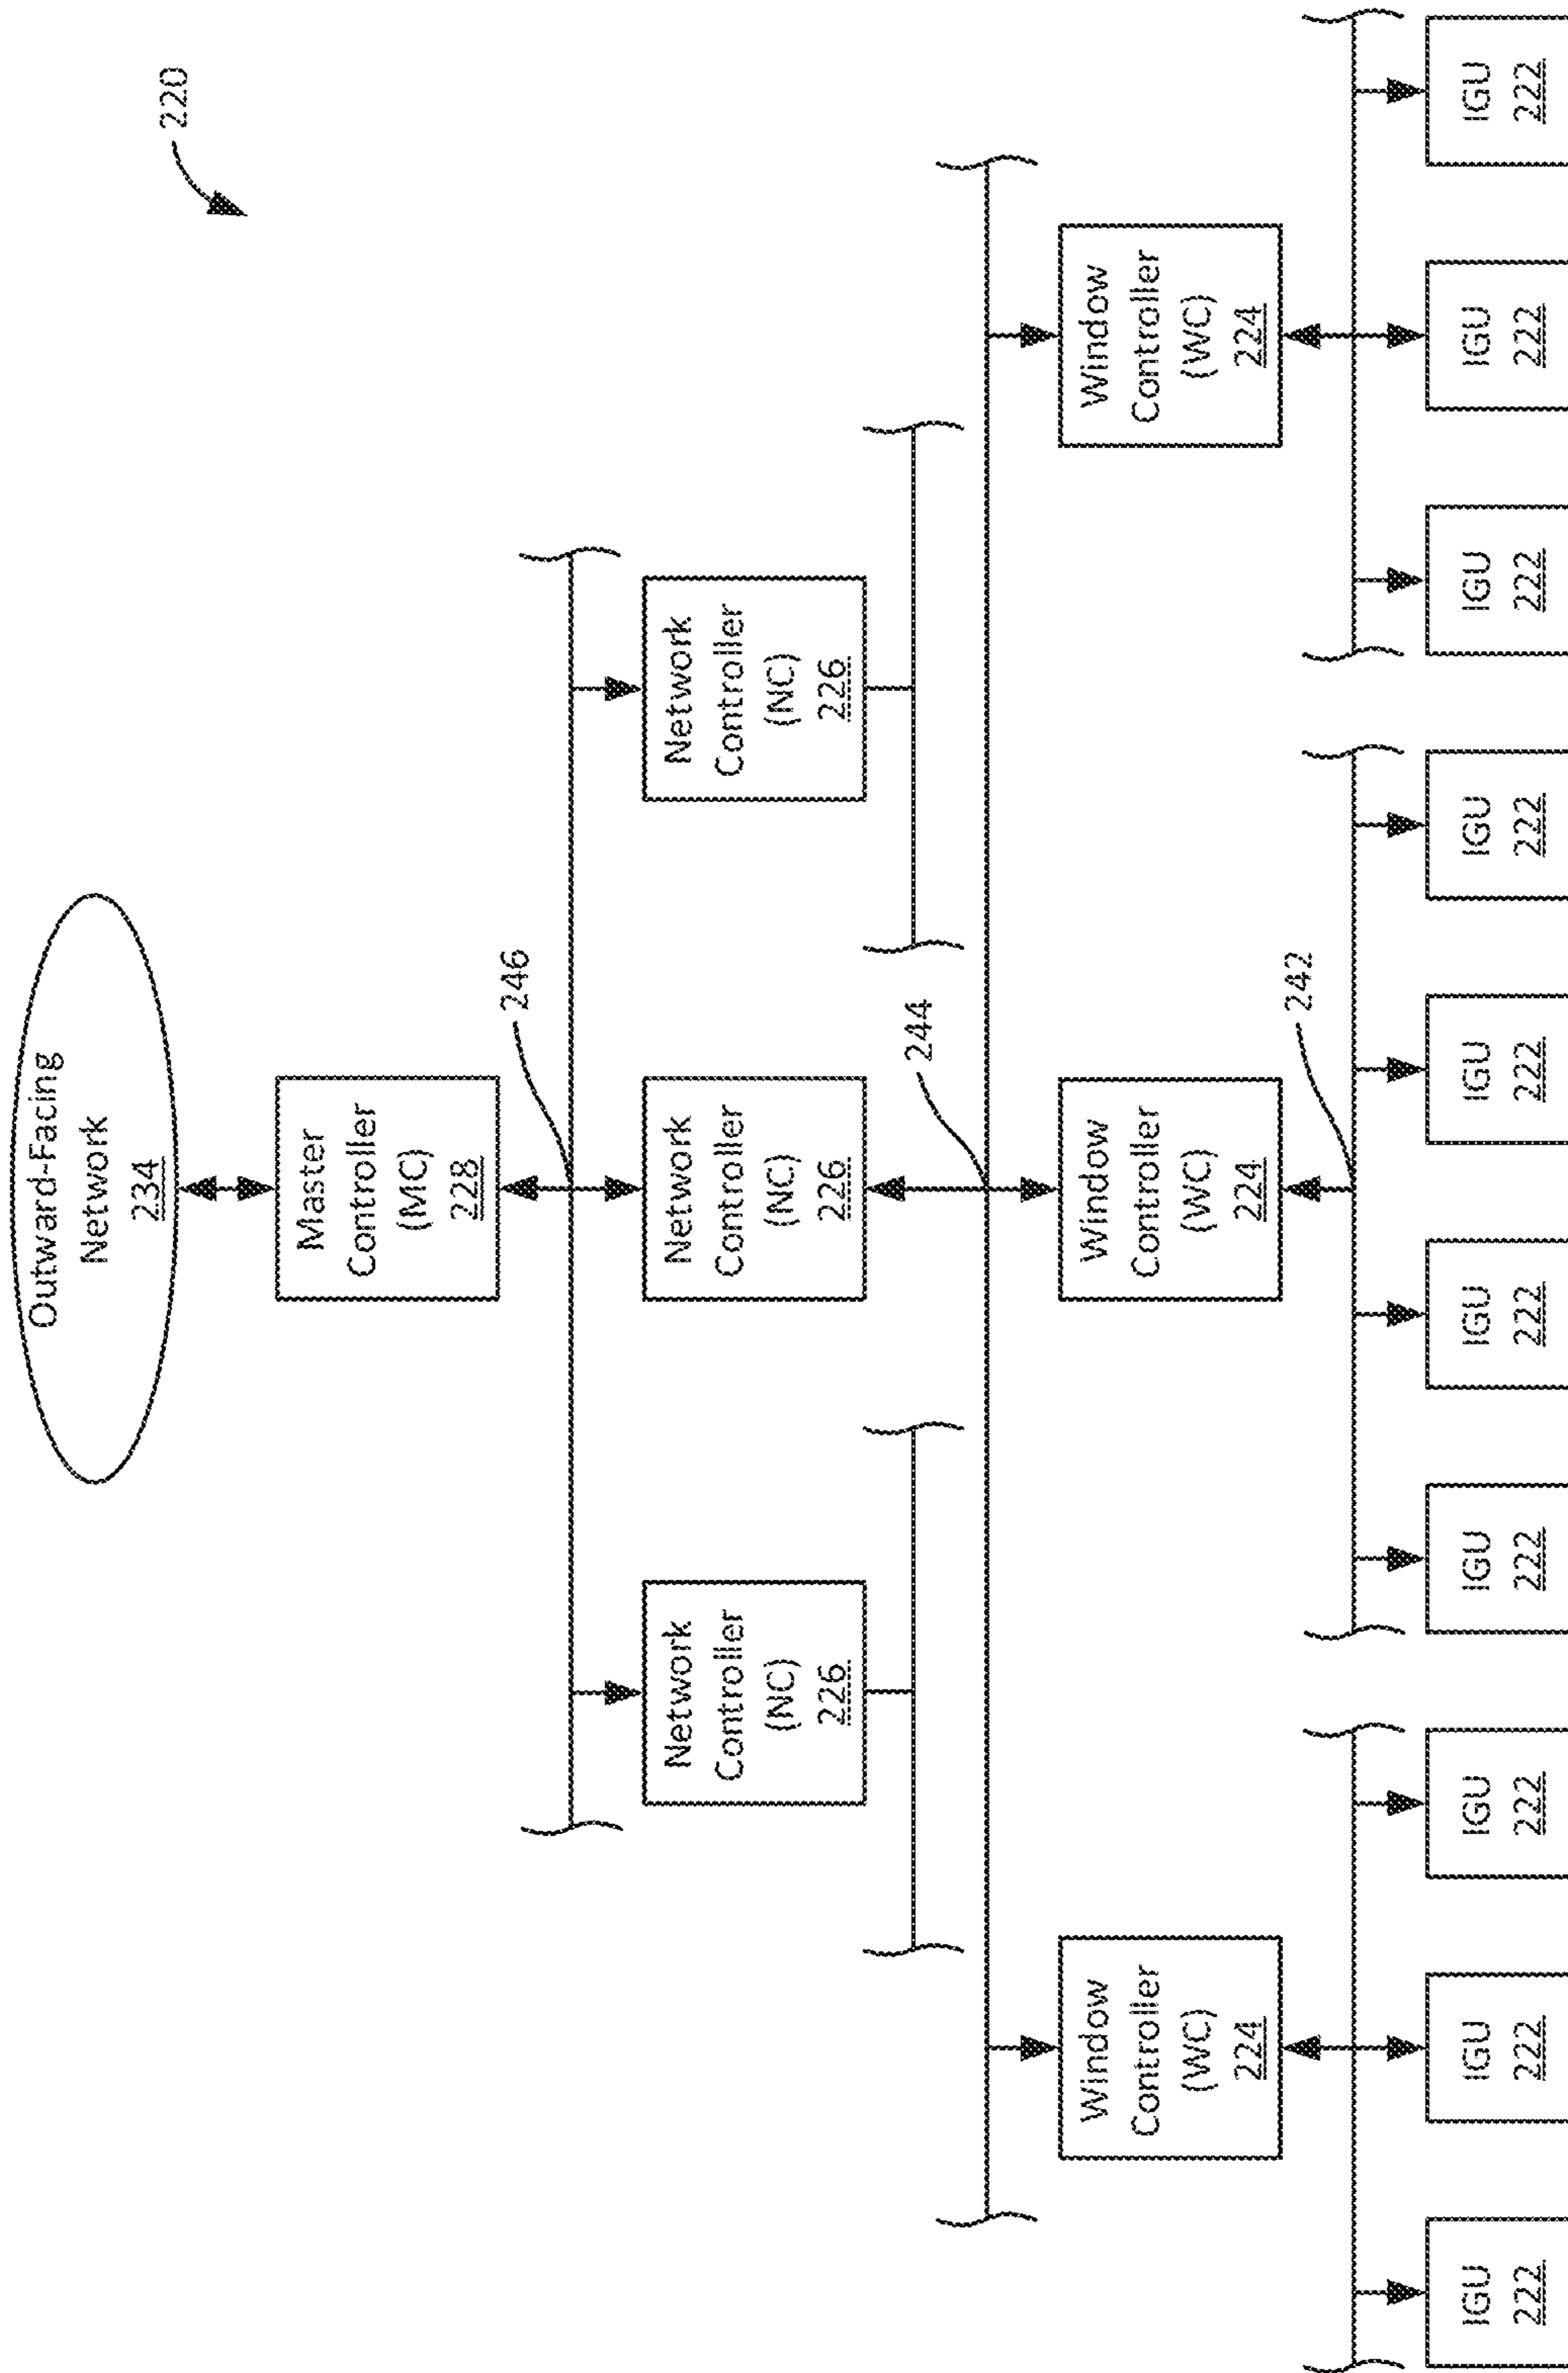 Outward-Facing
Network
234
220
Master
Controller
(MC)
228
246
Network
Controller
(NC)
226
Network
Controller
(NC)
226
Network
Controller
(NC)
226
244
Window
Controller
(WC)
224
Window
Controller
(WC)
224
Window
Controller
(WC)
224
242
IGU
222
IGU
222
IGU
222
IGU
222
IGU
222
IGU
222
IGU
222
IGU
222
IGU
222
IGU
222